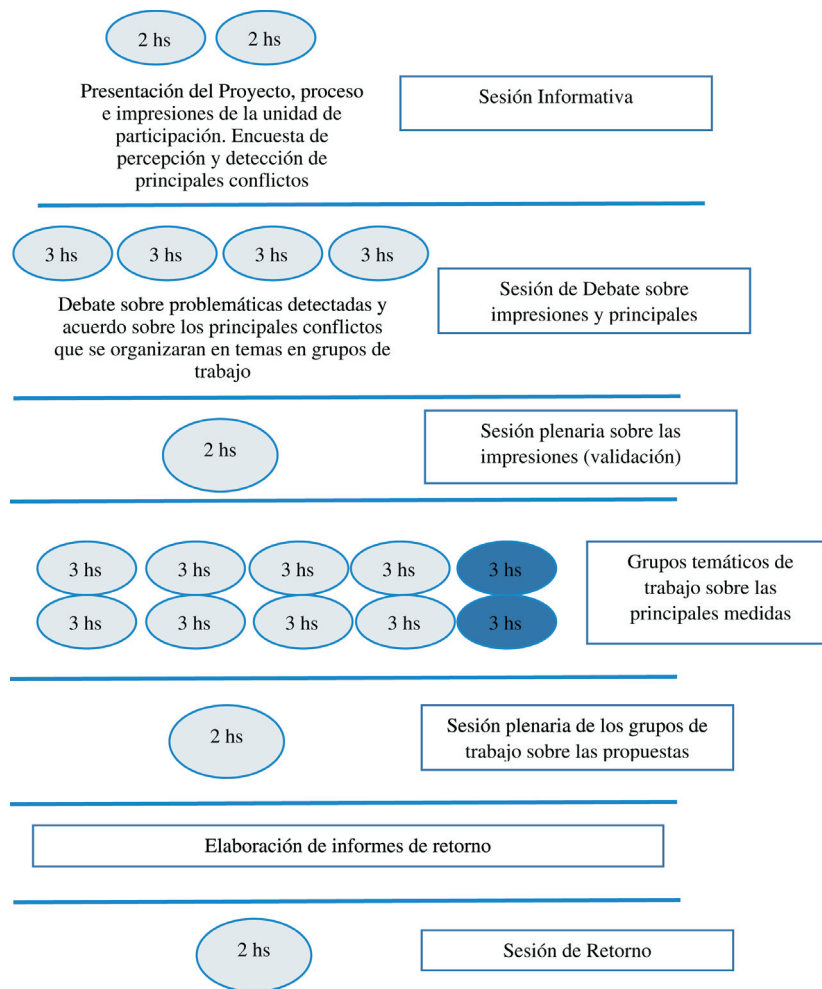 2 hs 2 hs
Presentación del Proyecto, proceso
e impresiones de la unidad de
participación. Encuesta de
percepción y detección de
principales conflictos
Sesión Informativa
3 hs 3 hs 3 hs 3 hs
Debate sobre problemáticas detectadas y
acuerdo sobre los principales conflictos
que se organizaran en temas en grupos de
trabajo
Sesión de Debate sobre
impresiones y principales
2 hs
Sesión plenaria sobre las
impresiones (validación)
3 hs 3 hs 3 hs 3 hs 3 hs
3 hs 3 hs 3 hs 3 hs 3 hs
Grupos temáticos de
trabajo sobre las
principales medidas
2 hs
Sesión plenaria de los grupos de
trabajo sobre las propuestas
Elaboración de informes de retorno
2 hs
Sesión de Retorno